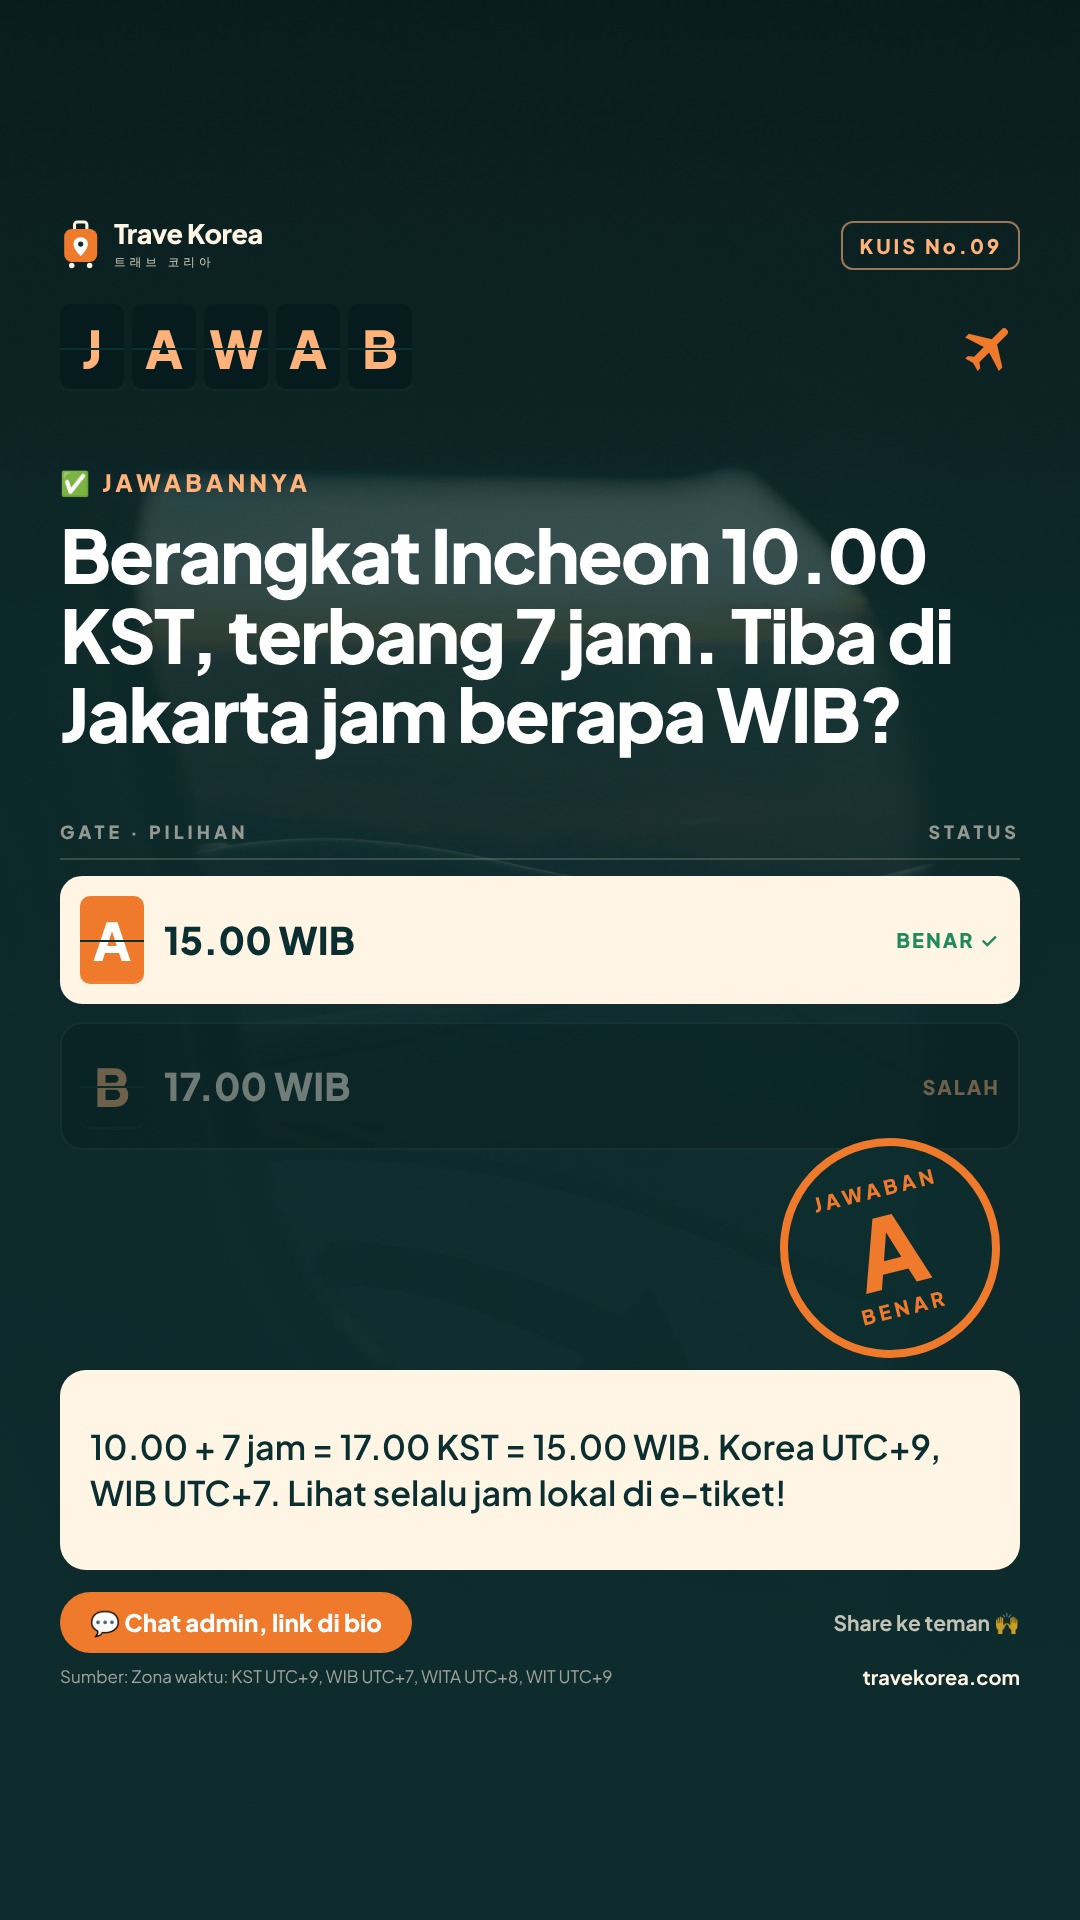 Trave Korea
트래브 코리아
KUIS No.09
JAWAB
✅ JAWABANNYA
Berangkat Incheon 10.00
KST, terbang 7 jam. Tiba di
Jakarta jam berapa WIB?
GATE · PILIHAN
STATUS
A 15.00 WIB BENAR ✓
B 17.00 WIB SALAH
JAWABAN
A
BENAR
10.00 + 7 jam = 17.00 KST = 15.00 WIB. Korea UTC+9,
WIB UTC+7. Lihat selalu jam lokal di e-tiket!
💬 Chat admin, link di bio
Share ke teman 🙌
Sumber: Zona waktu: KST UTC+9, WIB UTC+7, WITA UTC+8, WIT UTC+9
travekorea.com